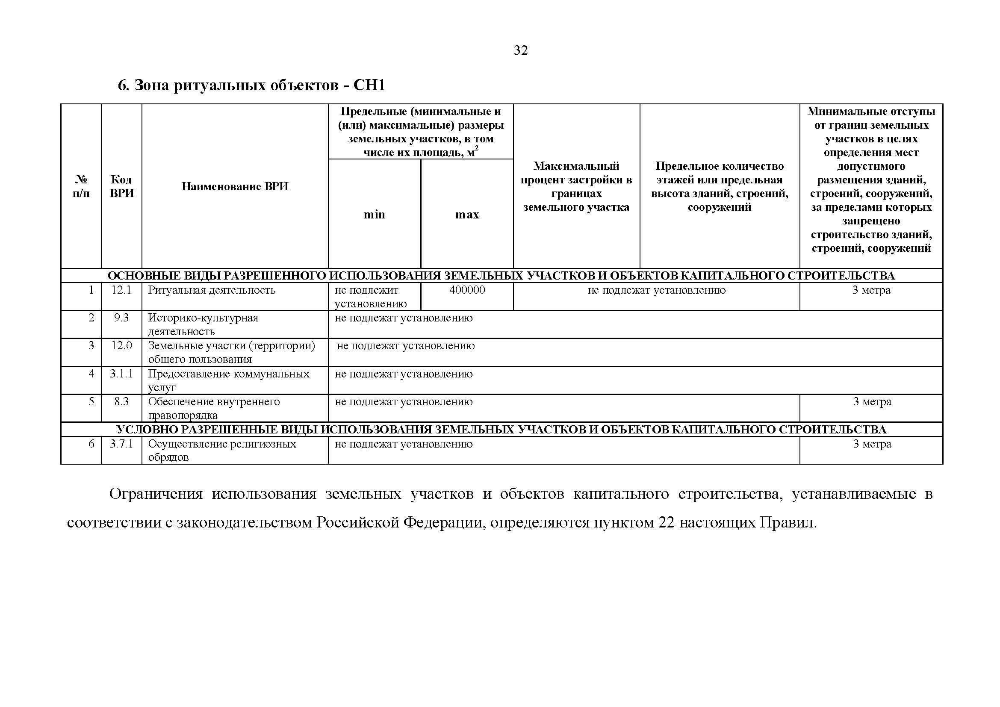 32
6. Зона ритуальных объектов - СН1
№
п/п
Код
ВРИ
Наименование ВРИ
Предельные (минимальные и
(или) максимальные) размеры
земельных участков, в том
числе их площадь, м²
min
max
Максимальный
процент застройки в
границах
земельного участка
Предельное количество
этажей или предельная
высота зданий, строений,
сооружений
Минимальные отступы
от границ земельных
участков в целях
определения мест
допустимого
размещения зданий,
строений, сооружений,
за пределами которых
запрещено
строительство зданий,
строений, сооружений
ОСНОВНЫЕ ВИДЫ РАЗРЕШЕННОГО ИСПОЛЬЗОВАНИЯ ЗЕМЕЛЬНЫХ УЧАСТКОВ И ОБЪЕКТОВ КАПИТАЛЬНОГО СТРОИТЕЛЬСТВА
1 12.1 Ритуальная деятельность не подлежит 400000 не подлежат установлению 3 метра
установлению
2 9.3 Историко-культурная не подлежат установлению
деятельность
3 12.0 Земельные участки (территории) не подлежат установлению
общего пользования
4 3.1.1 Предоставление коммунальных не подлежат установлению
услуг
5 8.3 Обеспечение внутреннего не подлежат установлению 3 метра
правопорядка
УСЛОВНО РАЗРЕШЕННЫЕ ВИДЫ ИСПОЛЬЗОВАНИЯ ЗЕМЕЛЬНЫХ УЧАСТКОВ И ОБЪЕКТОВ КАПИТАЛЬНОГО СТРОИТЕЛЬСТВА
6 3.7.1 Осуществление религиозных не подлежат установлению 3 метра
обрядов
Ограничения использования земельных участков и объектов капитального строительства, устанавливаемые в
соответствии с законодательством Российской Федерации, определяются пунктом 22 настоящих Правил.